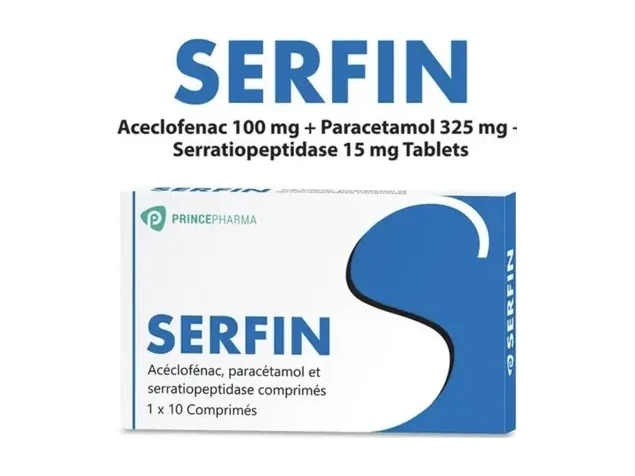 SERFIN
Aceclofenac 100 mg + Paracetamol 325 mg -
Serratiopeptidase 15 mg Tablets
SERFIN
PRINCEPHARMA
SERFIN
Acéclofénac, paracétamol et
serratiopeptidase comprimés
1 x 10 Comprimés
SERFIN